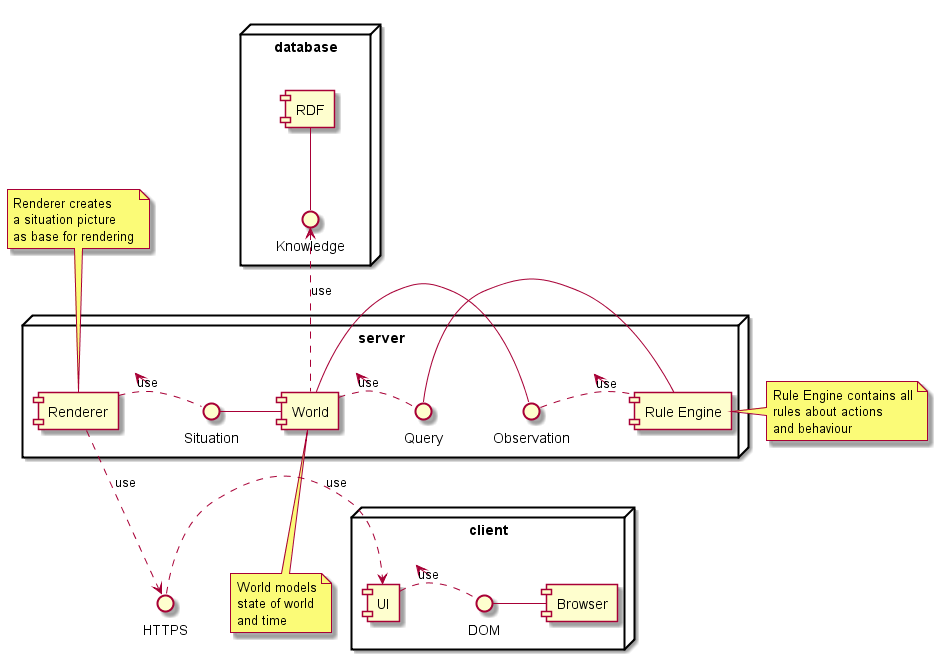 database
RDF
Knowledge
Renderer creates
a situation picture
as base for rendering
use
server
use
use
use
Renderer
World
Rule Engine
Situation
Query
Observation
Rule Engine contains all
rules about actions
and behaviour
use
use
client
use
UI
Browser
HTTPS
DOM
World models
state of world
and time